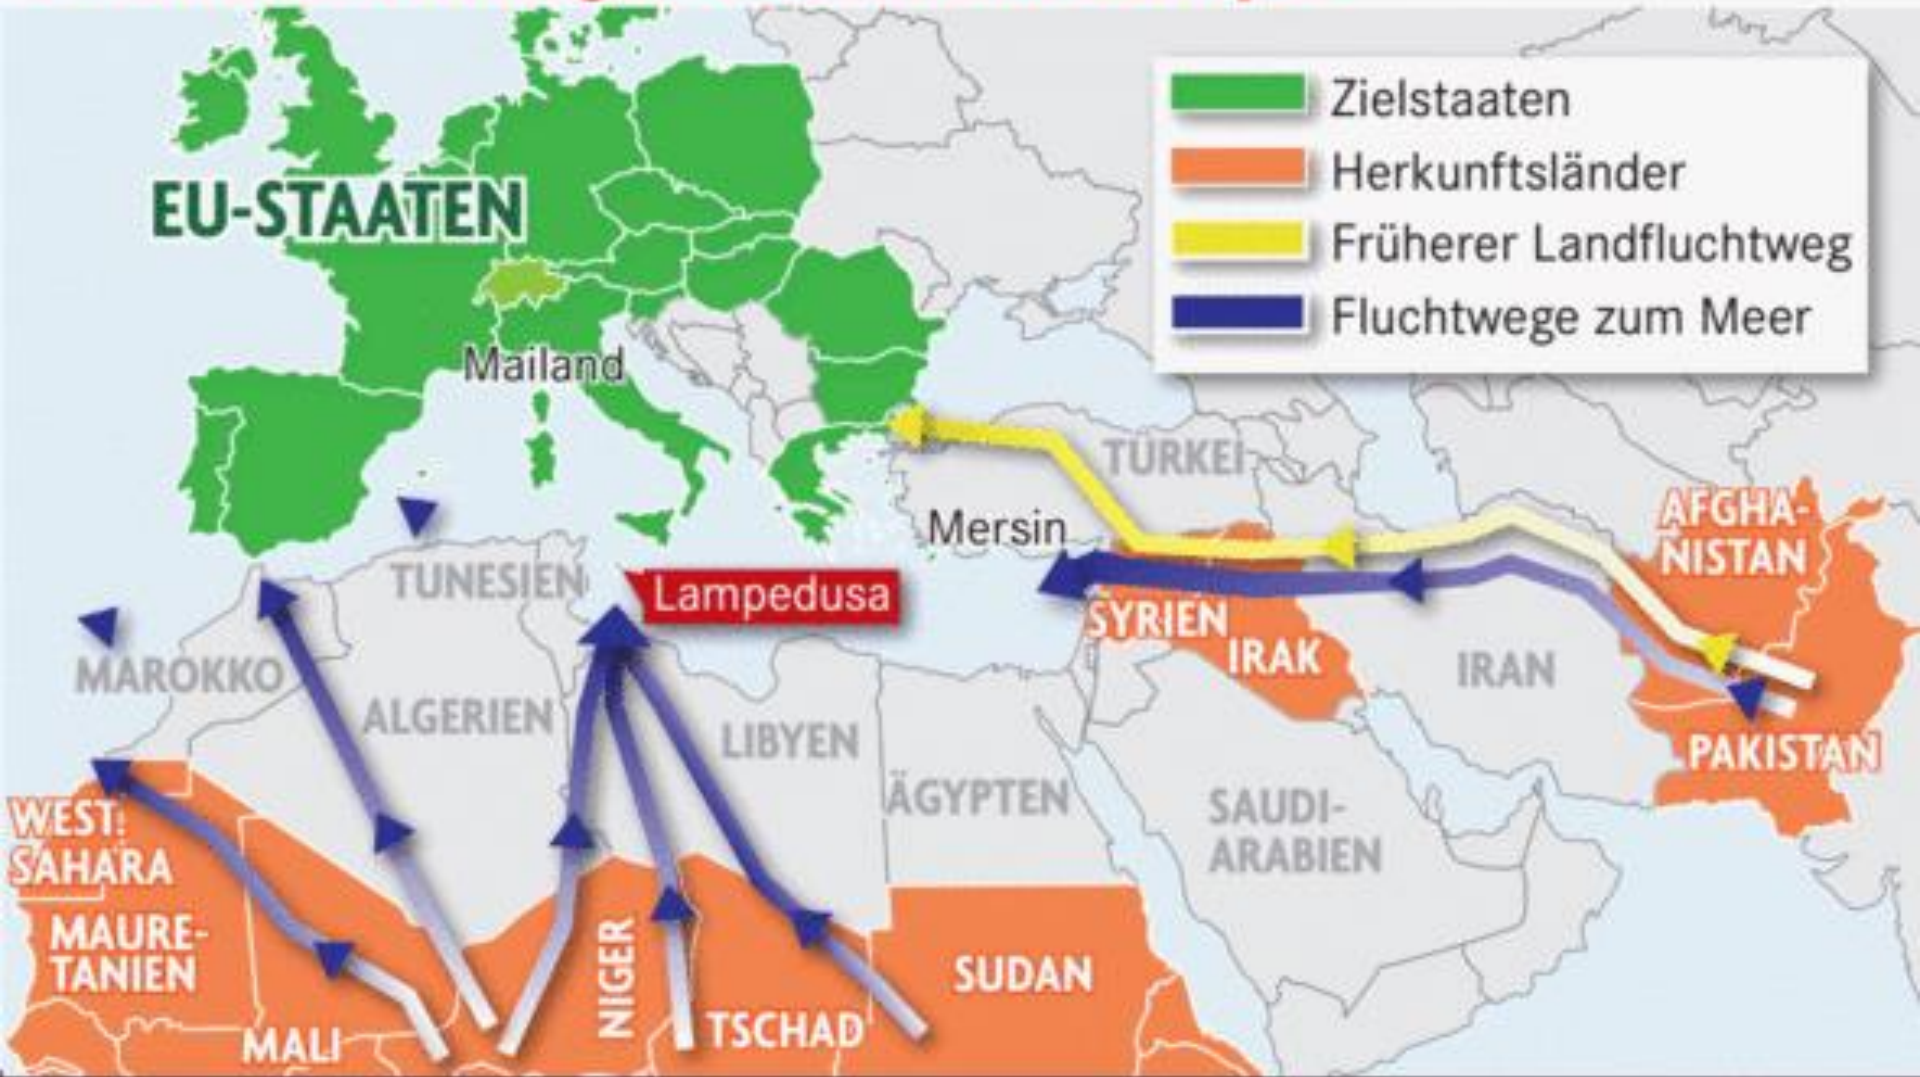 Zielstaaten
Herkunftsländer
Früherer Landfluchtweg
Fluchtwege zum Meer
EU-STAATEN
Mailand
TÜRKEI
Mersin
AFGHA-
NISTAN
TUNESIEN
Lampedusa
SYRIEN
IRAK
IRAN
MAROKKO
ALGERIEN
LIBYEN
PAKISTAN
ÄGYPTEN
SAUDI-
ARABIEN
WEST-
SAHARA
MAURE-
TANIEN
NIGER
SUDAN
MALI
TSCHAD